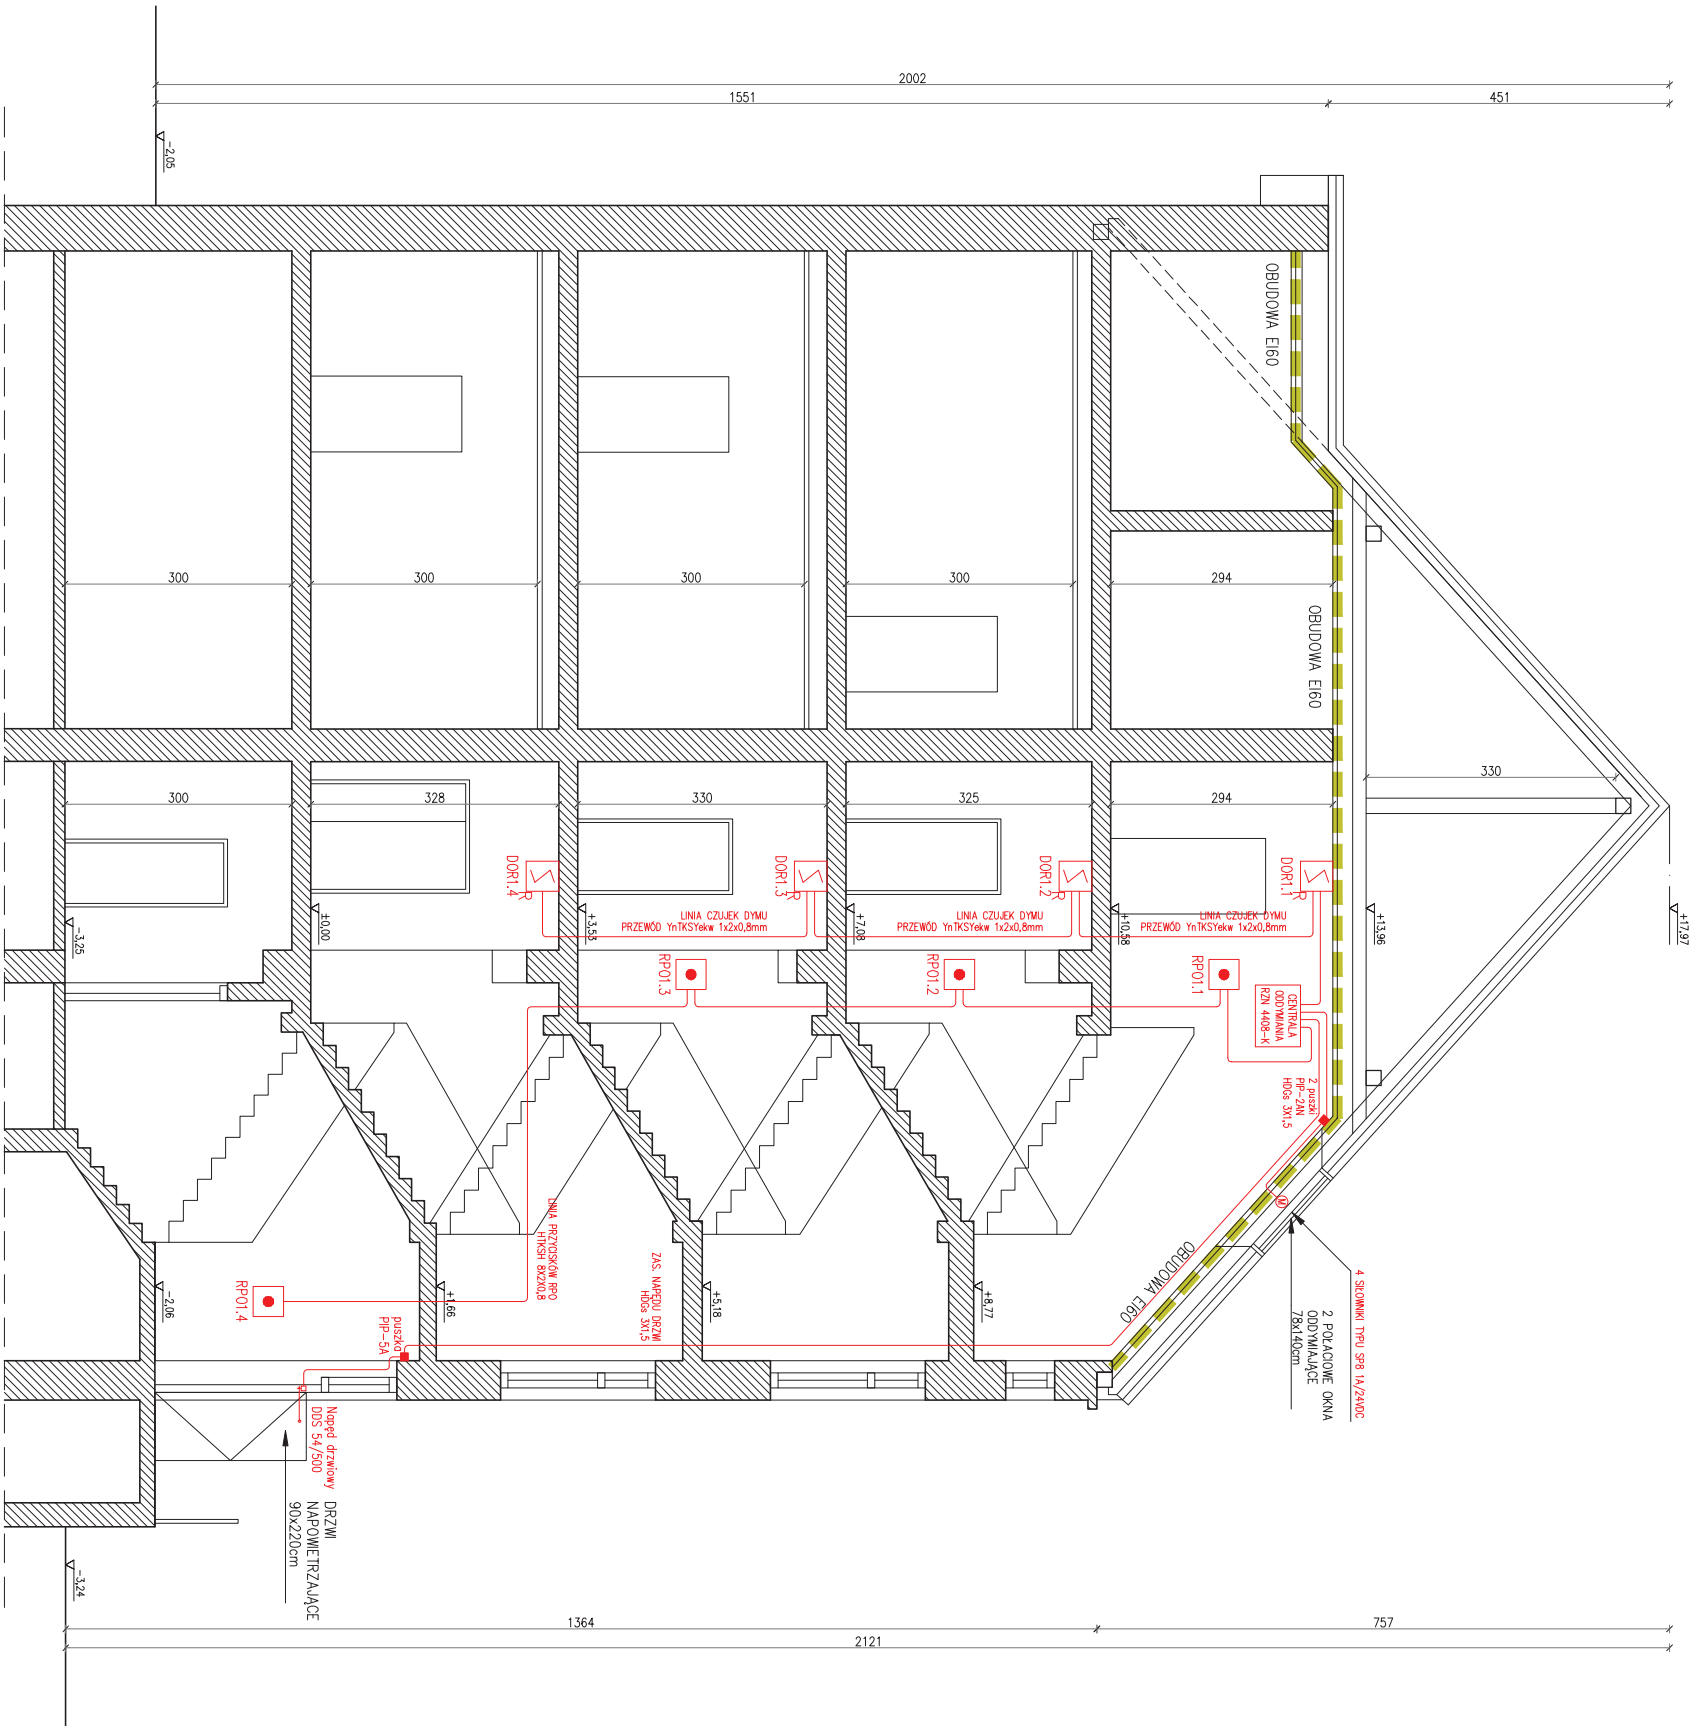 2002
1551
451
-2,05
+17,97
OBUDOWA EI60
OBUDOWA EI60
OBUDOWA EI60
300
300
300
300
294
330
300
328
330
325
294
DOR1.4
R
DOR1.3
R
DOR1.2
R
DOR1.1
R
LINIA CZUJEK DYMU
PRZEWÓD YnTKSYekw 1x2x0,8mm
LINIA CZUJEK DYMU
PRZEWÓD YnTKSYekw 1x2x0,8mm
LINIA CZUJEK DYMU
PRZEWÓD YnTKSYekw 1x2x0,8mm
-3,25
±0,00
+3,53
+7,08
+10,58
+13,96
RPO1.3
RPO1.2
RPO1.1
CENTRALA
ODDYMIANIA
RZN 4408-K
2 puszki
PIP-2AN
HDGs 3X1,5
M
LINIA PRZYCISKÓW RPO
HTKSH 8X2X0,8
ZAS. NAPĘDU DRZWI
HDGs 3X1,5
RPO1.4
-2,06
+1,66
+5,18
+8,77
puszka
PIP-5A
4 SIŁOWNIKI TYPU SP8 1A/24VDC
2 POŁACIOWE OKNA
ODDYMIAJĄCE
78x140cm
Napęd drzwiowy
DDS 54/500
DRZWI
NAPOWIETRZAJĄCE
90x220cm
-3,24
1364
757
2121